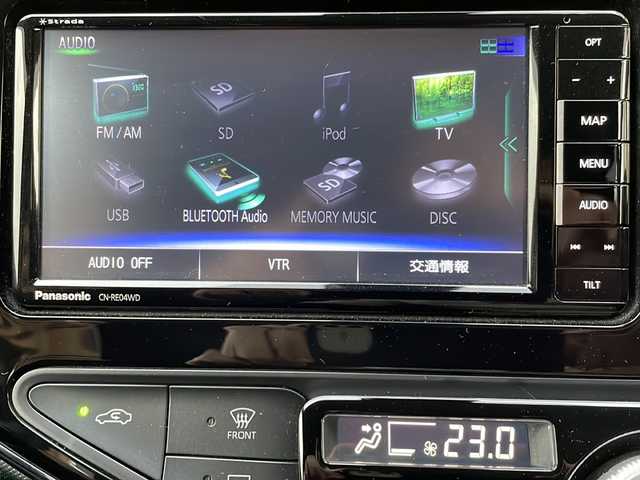 Strada
AUDIO
FM/AM SD iPod TV
USB BLUETOOTH Audio MEMORY MUSIC DISC
AUDIO OFF VTR 交通情報
Panasonic CN-RE04WD
OPT
− +
MAP
MENU
AUDIO
TILT
FRONT
23.0